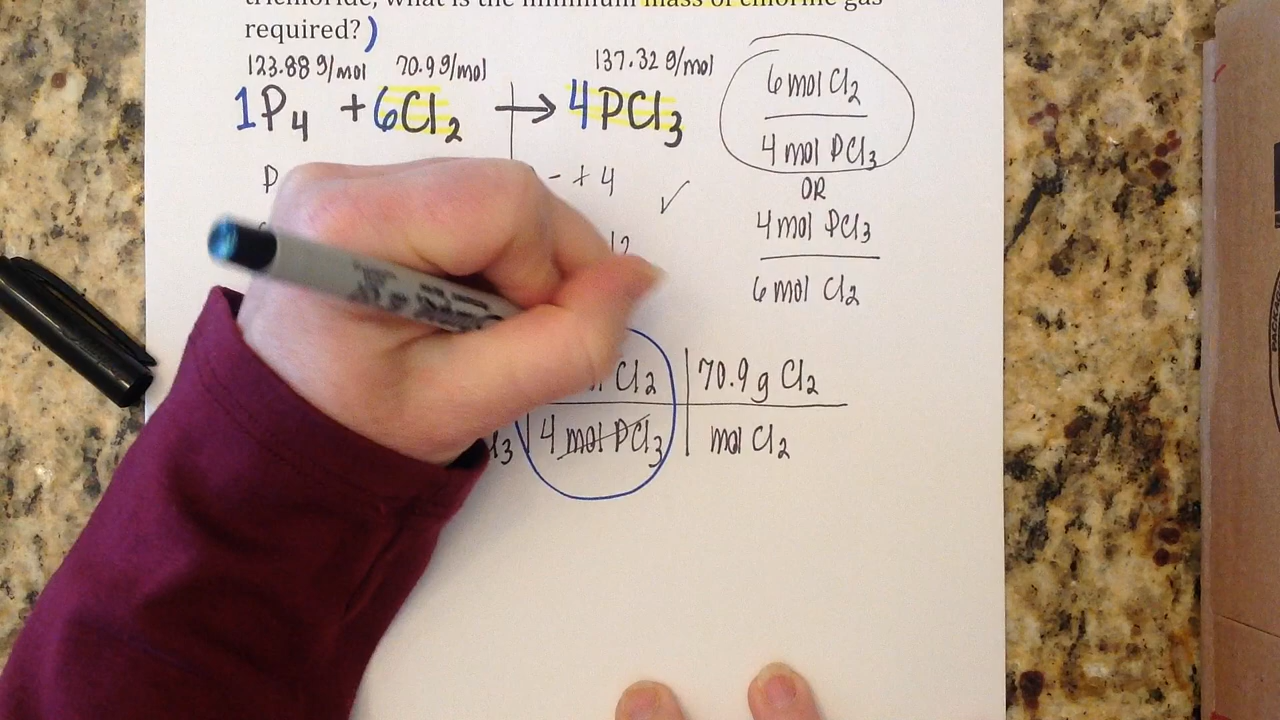 trichloride, what is the minimum mass of chlorine gas
required?)
123.88 g/mol 70.9 g/mol 137.32 g/mol
1P₄ + 6Cl₂ → 4PCl₃
P - + 4 ✓
12
6 mol Cl₂
4 mol PCl₃
OR
4 mol PCl₃
6 mol Cl₂
Cl₂ 70.9 g Cl₂
4 mol PCl₃ mol Cl₂